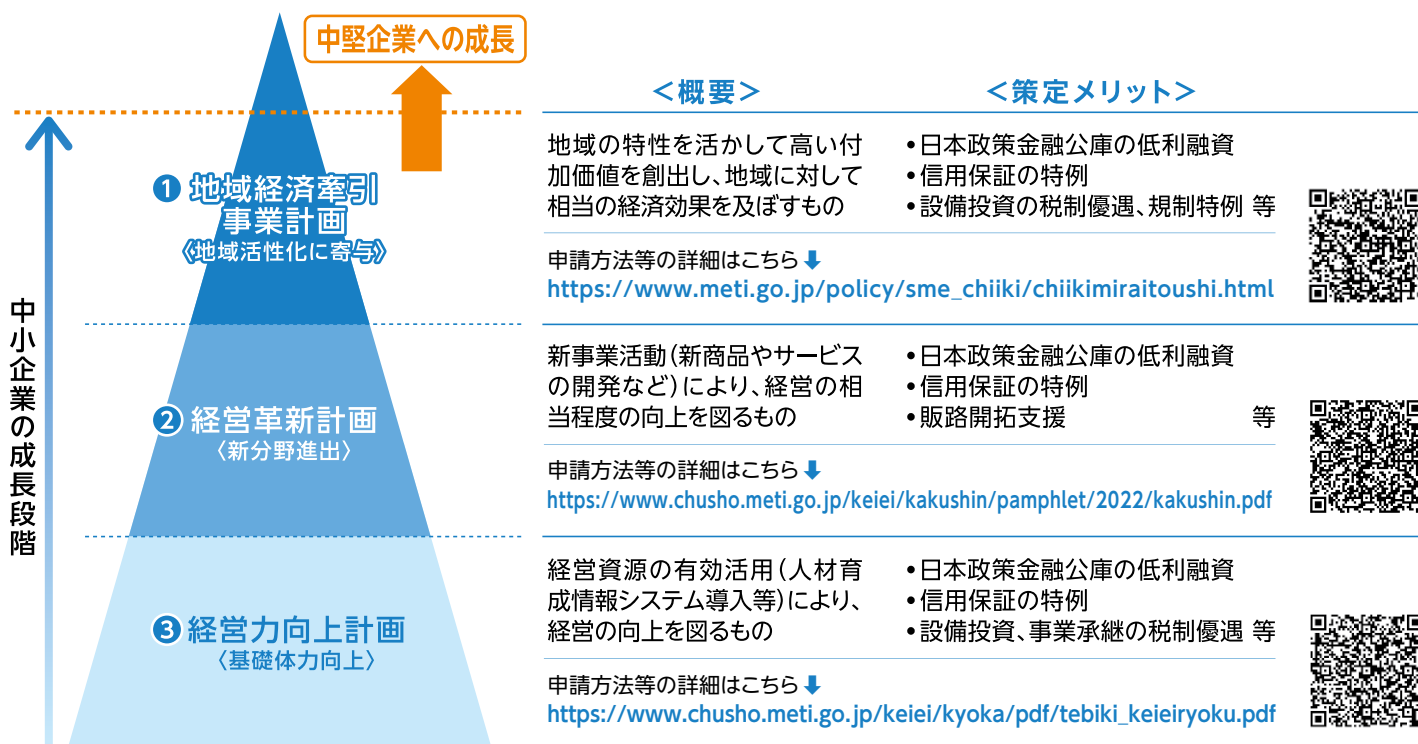 中堅企業への成長
＜概要＞
＜策定メリット＞
中小企業の成長段階
❶ 地域経済牽引
事業計画
〈地域活性化に寄与〉
地域の特性を活かして高い付
加価値を創出し、地域に対して
相当の経済効果を及ぼすもの
•日本政策金融公庫の低利融資
•信用保証の特例
•設備投資の税制優遇、規制特例 等
申請方法等の詳細はこちら⬇
https://www.meti.go.jp/policy/sme_chiiki/chiikimiraitoushi.html
❷ 経営革新計画
〈新分野進出〉
新事業活動（新商品やサービス
の開発など）により、経営の相
当程度の向上を図るもの
•日本政策金融公庫の低利融資
•信用保証の特例
•販路開拓支援 等
申請方法等の詳細はこちら⬇
https://www.chusho.meti.go.jp/keiei/kakushin/pamphlet/2022/kakushin.pdf
❸ 経営力向上計画
〈基礎体力向上〉
経営資源の有効活用（人材育
成情報システム導入等）により、
経営の向上を図るもの
•日本政策金融公庫の低利融資
•信用保証の特例
•設備投資、事業承継の税制優遇 等
申請方法等の詳細はこちら⬇
https://www.chusho.meti.go.jp/keiei/kyoka/pdf/tebiki_keieiryoku.pdf